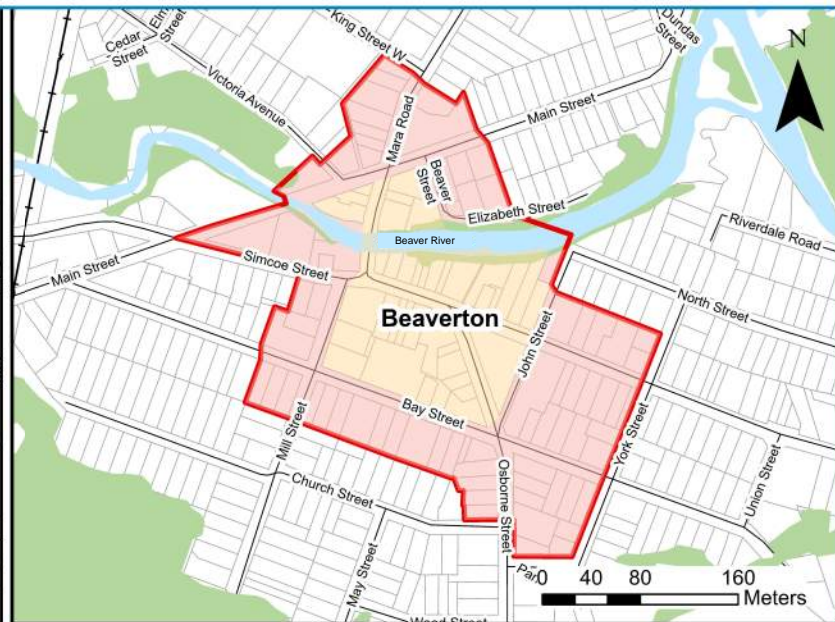 King Street W
Dundas
Street
N
Elm
Street
Cedar
Street
Victoria Avenue
Mara Road
Main Street
Beaver
Street
Elizabeth Street
Riverdale Road
Beaver River
Simcoe Street
Main Street
North Street
Beaverton
John Street
Bay Street
York Street
Mill Street
Osborne Street
Union Street
Church Street
May Street
0 40 80 160
Meters